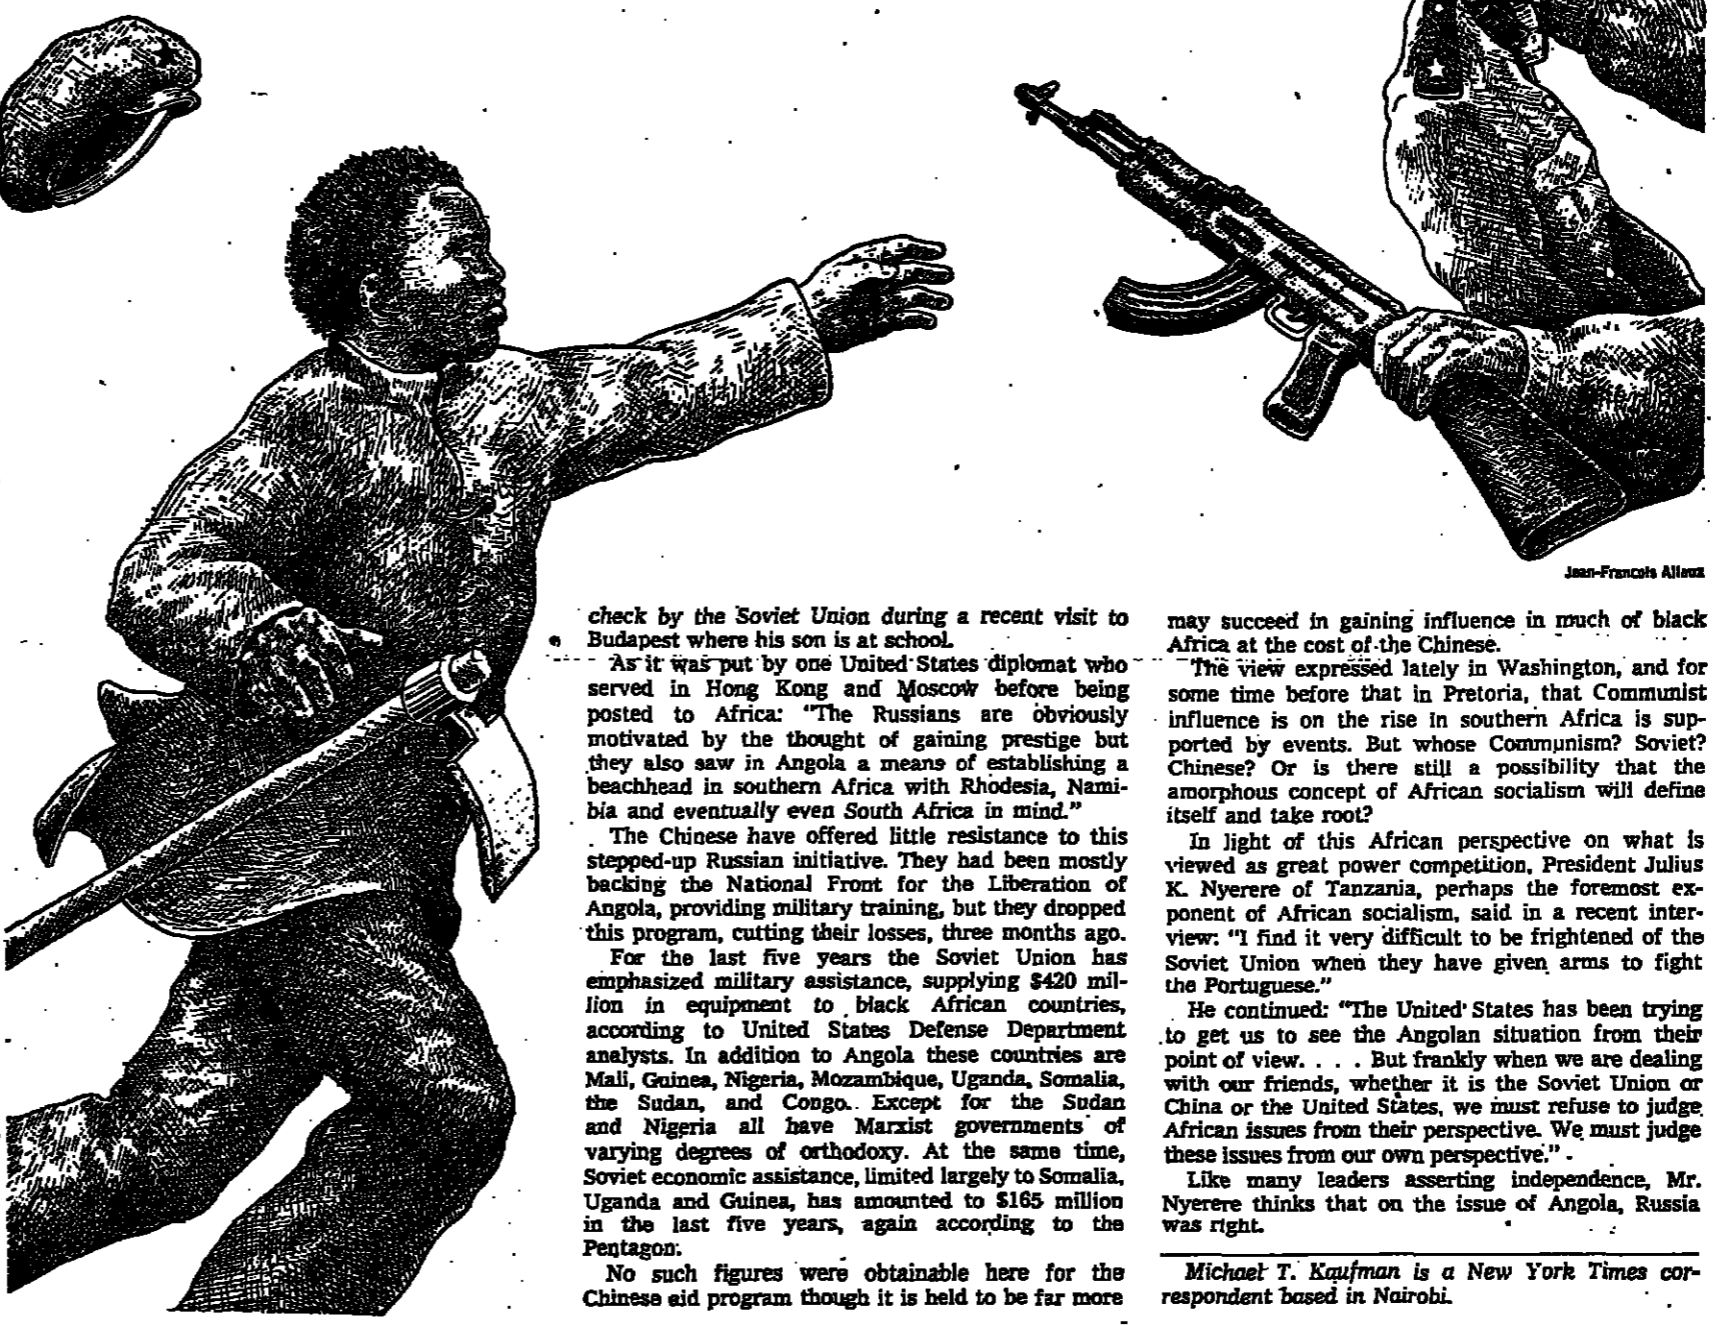 Jean-Francois Allaux
check by the Soviet Union during a recent visit to
Budapest where his son is at school.
As it was put by one United States diplomat who
served in Hong Kong and Moscow before being
posted to Africa: "The Russians are obviously
motivated by the thought of gaining prestige but
they also saw in Angola a means of establishing a
beachhead in southern Africa with Rhodesia, Nami-
bia and eventually even South Africa in mind."
The Chinese have offered little resistance to this
stepped-up Russian initiative. They had been mostly
backing the National Front for the Liberation of
Angola, providing military training, but they dropped
this program, cutting their losses, three months ago.
For the last five years the Soviet Union has
emphasized military assistance, supplying $420 mil-
lion in equipment to black African countries,
according to United States Defense Department
analysts. In addition to Angola these countries are
Mali, Guinea, Nigeria, Mozambique, Uganda, Somalia,
the Sudan, and Congo. Except for the Sudan
and Nigeria all have Marxist governments of
varying degrees of orthodoxy. At the same time,
Soviet economic assistance, limited largely to Somalia,
Uganda and Guinea, has amounted to $165 million
in the last five years, again according to the
Pentagon.
No such figures were obtainable here for the
Chinese aid program though it is held to be far more
may succeed in gaining influence in much of black
Africa at the cost of the Chinese.
The view expressed lately in Washington, and for
some time before that in Pretoria, that Communist
influence is on the rise in southern Africa is sup-
ported by events. But whose Communism? Soviet?
Chinese? Or is there still a possibility that the
amorphous concept of African socialism will define
itself and take root?
In light of this African perspective on what is
viewed as great power competition, President Julius
K. Nyerere of Tanzania, perhaps the foremost ex-
ponent of African socialism, said in a recent inter-
view: "I find it very difficult to be frightened of the
Soviet Union when they have given arms to fight
the Portuguese."
He continued: "The United States has been trying
to get us to see the Angolan situation from their
point of view. . . . But frankly when we are dealing
with our friends, whether it is the Soviet Union or
China or the United States, we must refuse to judge
African issues from their perspective. We must judge
these issues from our own perspective."
Like many leaders asserting independence, Mr.
Nyerere thinks that on the issue of Angola, Russia
was right.
Michael T. Kaufman is a New York Times cor-
respondent based in Nairobi.